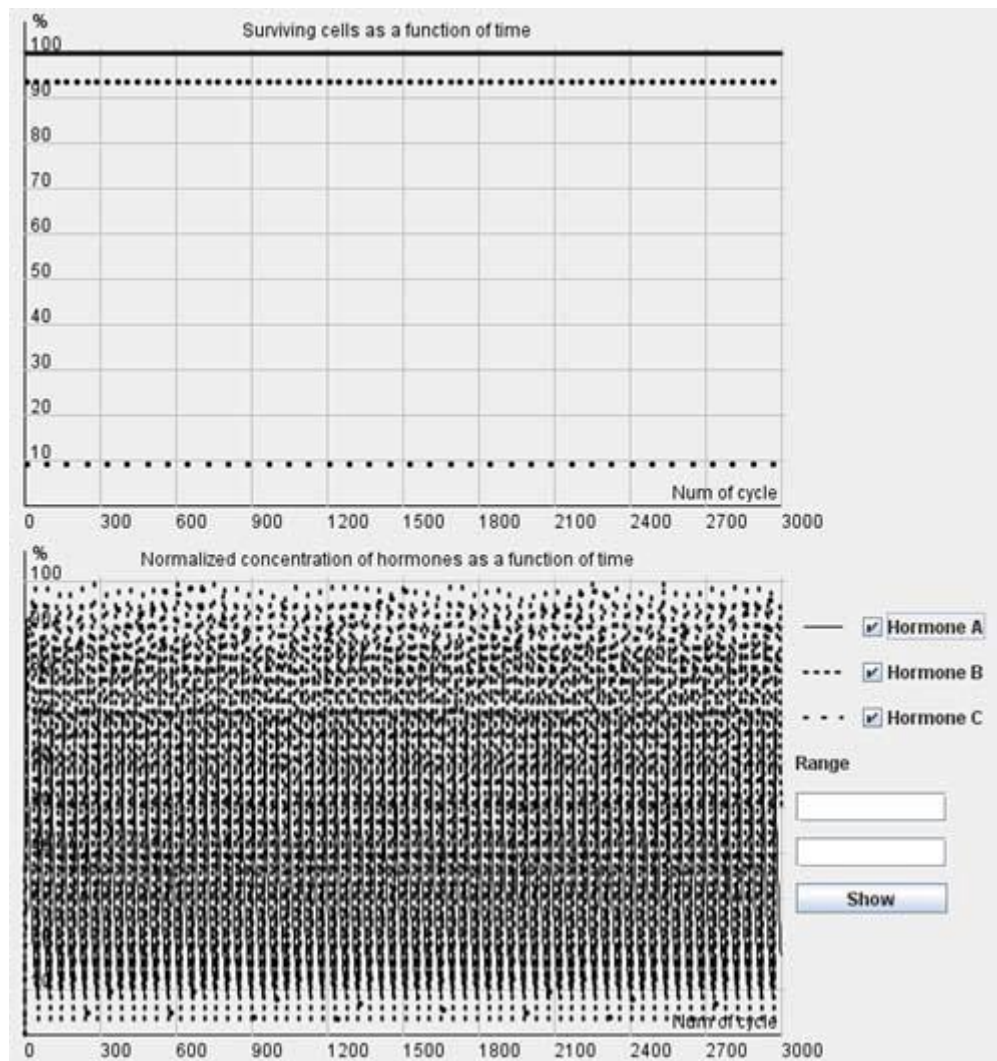 %
Surviving cells as a function of time
100
90
80
70
60
50
40
30
20
10
Num of cycle
0 300 600 900 1200 1500 1800 2100 2400 2700 3000
%
Normalized concentration of hormones as a function of time
100
Hormone A
Hormone B
Hormone C
Range
Show
Num of cycle
0 300 600 900 1200 1500 1800 2100 2400 2700 3000